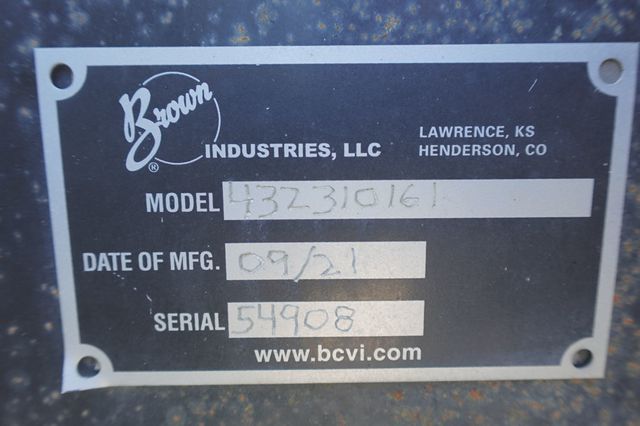 Brown
®
INDUSTRIES, LLC
LAWRENCE, KS
HENDERSON, CO
MODEL 432310161
DATE OF MFG. 09/21
SERIAL 54908
www.bcvi.com